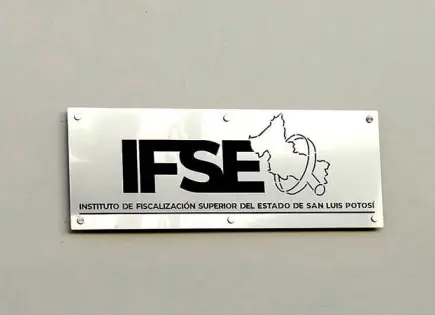 IFSE
INSTITUTO DE FISCALIZACIÓN SUPERIOR DEL ESTADO DE SAN LUIS POTOSÍ